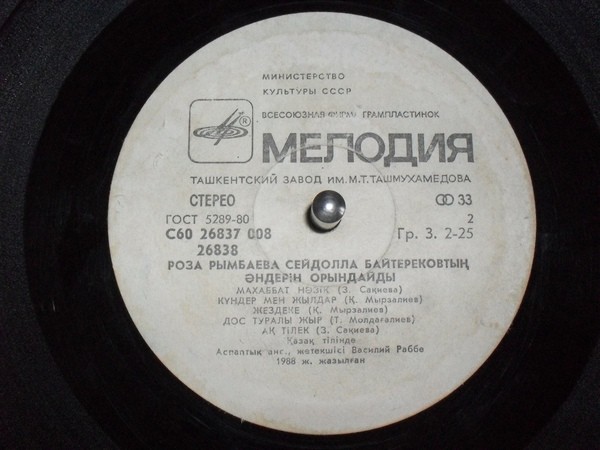 МИНИСТЕРСТВО
КУЛЬТУРЫ СССР
ВСЕСОЮЗНАЯ ФИРМА ГРАМПЛАСТИНОК
МЕЛОДИЯ
ТАШКЕНТСКИЙ ЗАВОД ИМ. М.Т. ТАШМУХАМЕДОВА
СТЕРЕО 33
ГОСТ 5289-80 2
С60 26837 008 Гр. 3. 2-25
26838
РОЗА РЫМБАЕВА СЕЙДОЛЛА БАЙТЕРЕКОВТЫҢ
ӘНДЕРІН ОРЫНДАЙДЫ
МАХАББАТ НӘЗІК (З. Сақиева)
КҮНДЕР МЕН ЖЫЛДАР (Қ. Мырзалиев)
ЖЕЗДЕКЕ (Қ. Мырзалиев)
ДОС ТУРАЛЫ ЖЫР (Т. Молдағалиев)
АҚ ТІЛЕК (З. Сақиева)
Қазақ тілінде
Аспаптық анс., жетекшісі Василий Раббе
1988 ж. жазылған